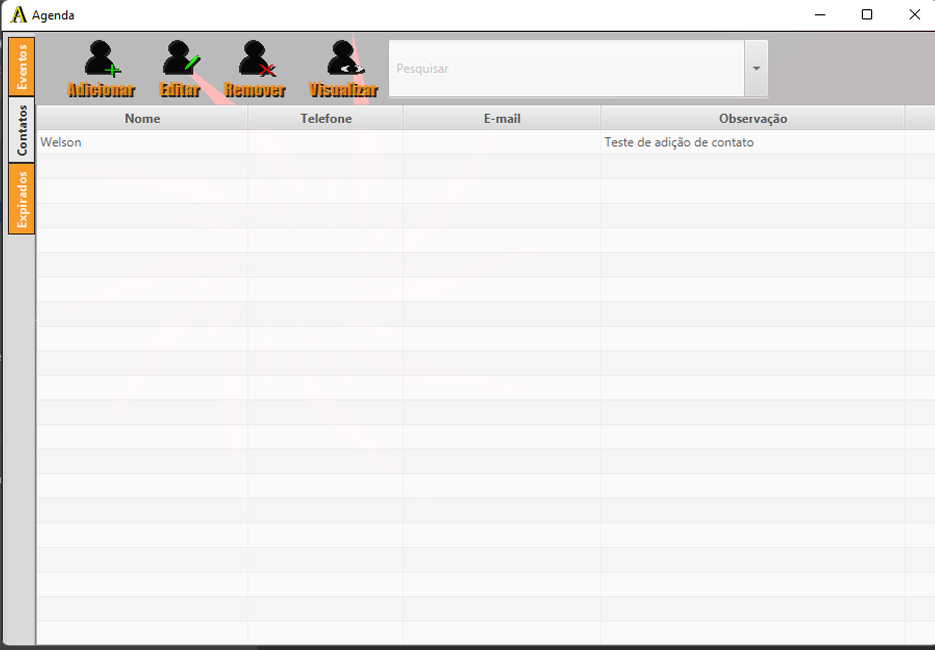 Agenda
Eventos
Contatos
Expirados
Adicionar Editar Remover Visualizar Pesquisar
Nome Telefone E-mail Observação
Welson Teste de adição de contato